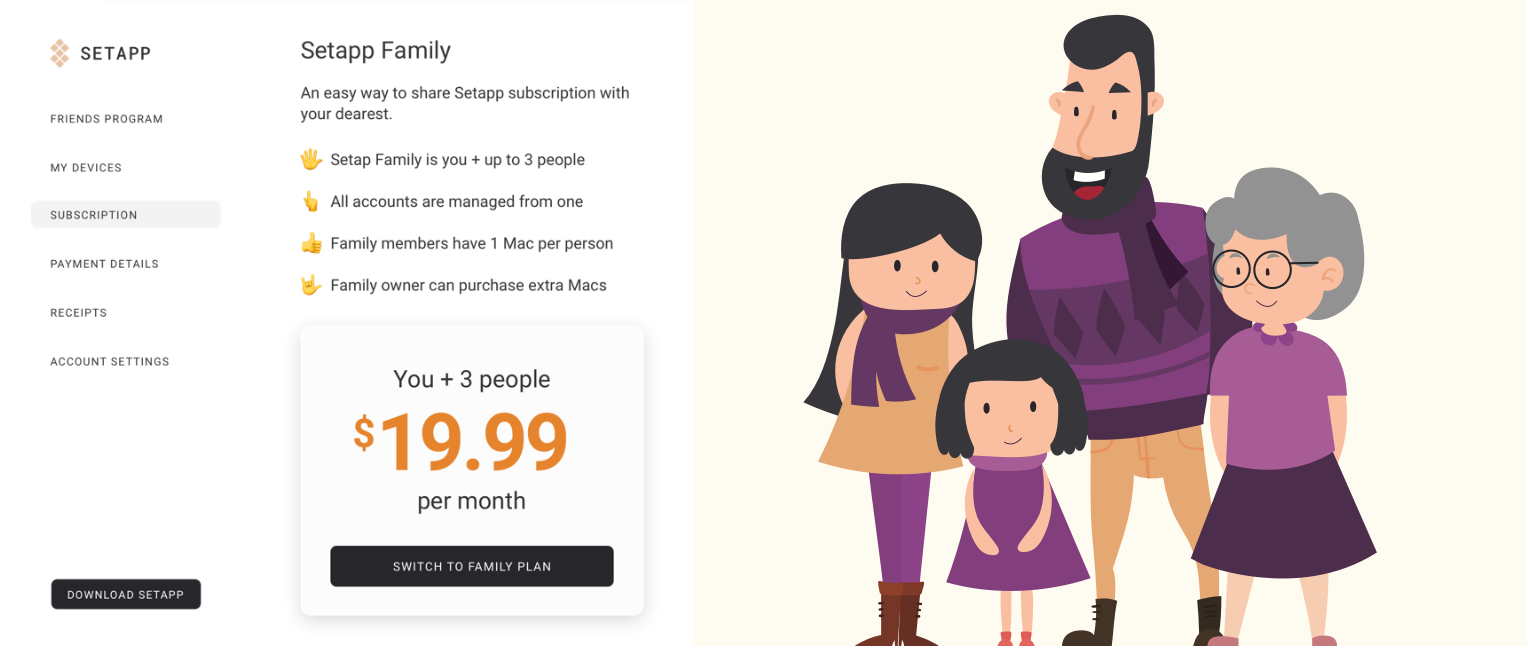 SETAPP
FRIENDS PROGRAM
MY DEVICES
SUBSCRIPTION
PAYMENT DETAILS
RECEIPTS
ACCOUNT SETTINGS
DOWNLOAD SETAPP
Setapp Family
An easy way to share Setapp subscription with
your dearest.
Setap Family is you + up to 3 people
All accounts are managed from one
Family members have 1 Mac per person
Family owner can purchase extra Macs
You + 3 people
$19.99
per month
SWITCH TO FAMILY PLAN